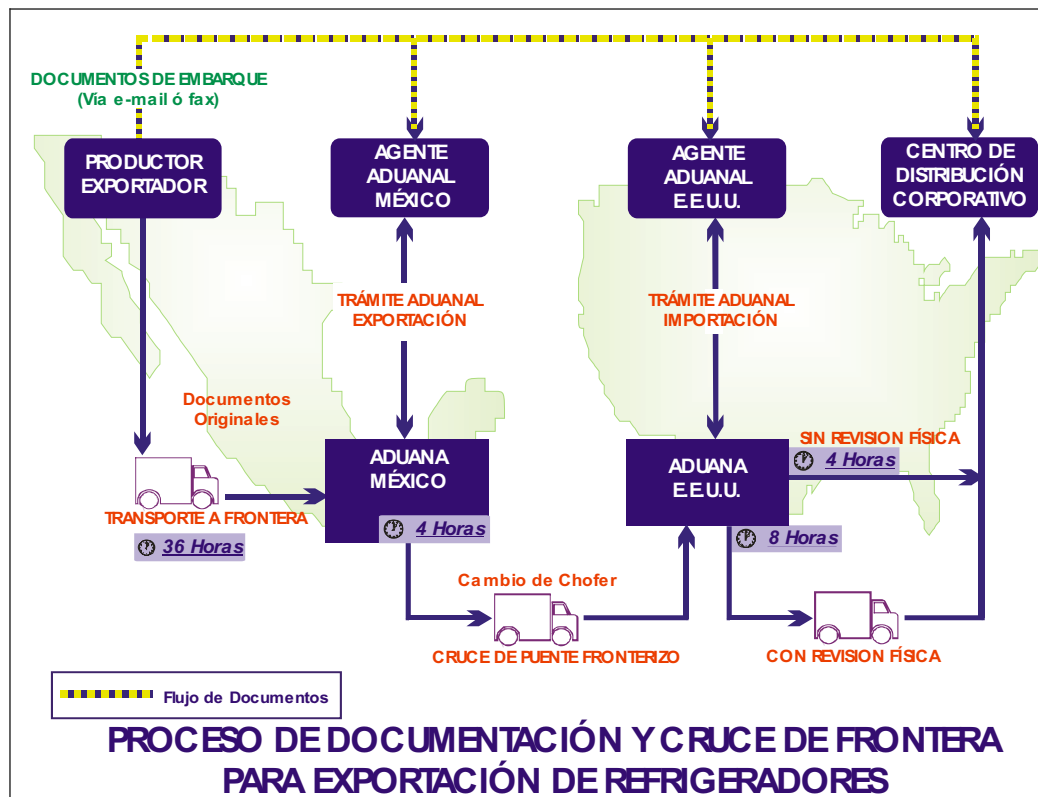 DOCUMENTOS DE EMBARQUE
(Vía e-mail ó fax)
PRODUCTOR
EXPORTADOR
AGENTE
ADUANAL
MÉXICO
AGENTE
ADUANAL
E.E.U.U.
CENTRO DE
DISTRIBUCIÓN
CORPORATIVO
TRÁMITE ADUANAL
EXPORTACIÓN
TRÁMITE ADUANAL
IMPORTACIÓN
Documentos
Originales
ADUANA
MÉXICO
4 Horas
ADUANA
E.E.U.U.
SIN REVISION FÍSICA
4 Horas
8 Horas
TRANSPORTE A FRONTERA
36 Horas
Cambio de Chofer
CRUCE DE PUENTE FRONTERIZO
CON REVISION FÍSICA
Flujo de Documentos
PROCESO DE DOCUMENTACIÓN Y CRUCE DE FRONTERA
PARA EXPORTACIÓN DE REFRIGERADORES